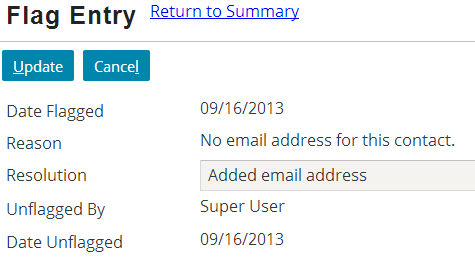 Flag Entry Return to Summary
Update Cancel
Date Flagged 09/16/2013
Reason No email address for this contact.
Resolution Added email address
Unflagged By Super User
Date Unflagged 09/16/2013